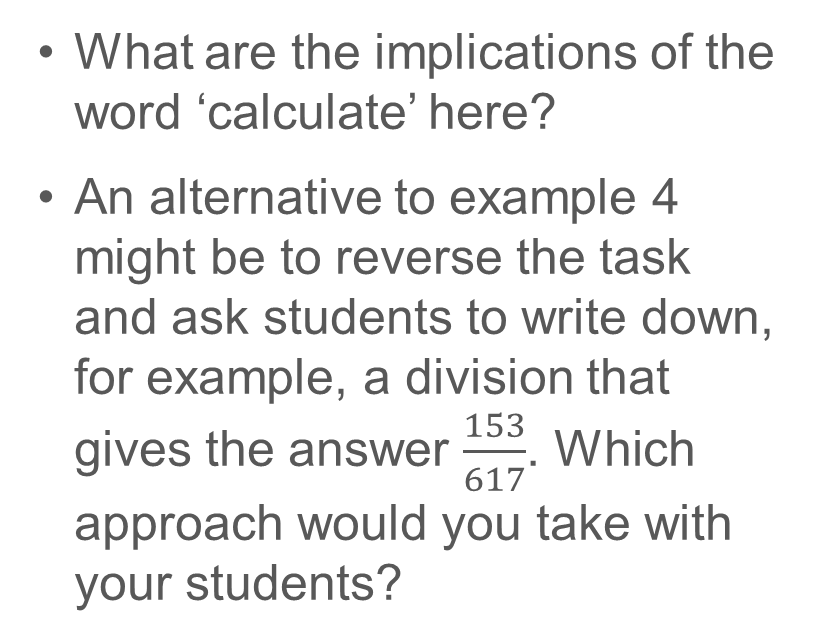 • What are the implications of the
word ‘calculate’ here?
• An alternative to example 4
might be to reverse the task
and ask students to write down,
for example, a division that
gives the answer 153/617. Which
approach would you take with
your students?